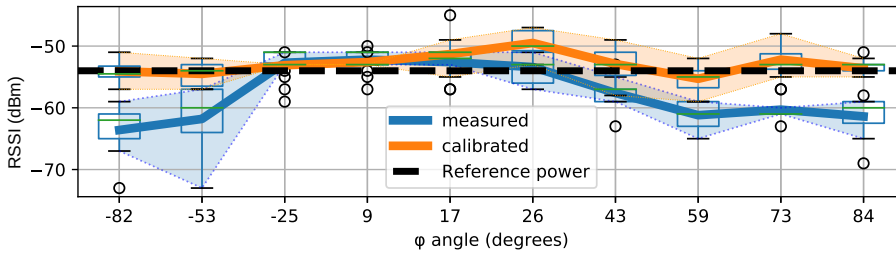 −50
−60
−70
RSSI (dBm)
measured
calibrated
Reference power
-82 -53 -25 9 17 26 43 59 73 84
φ angle (degrees)